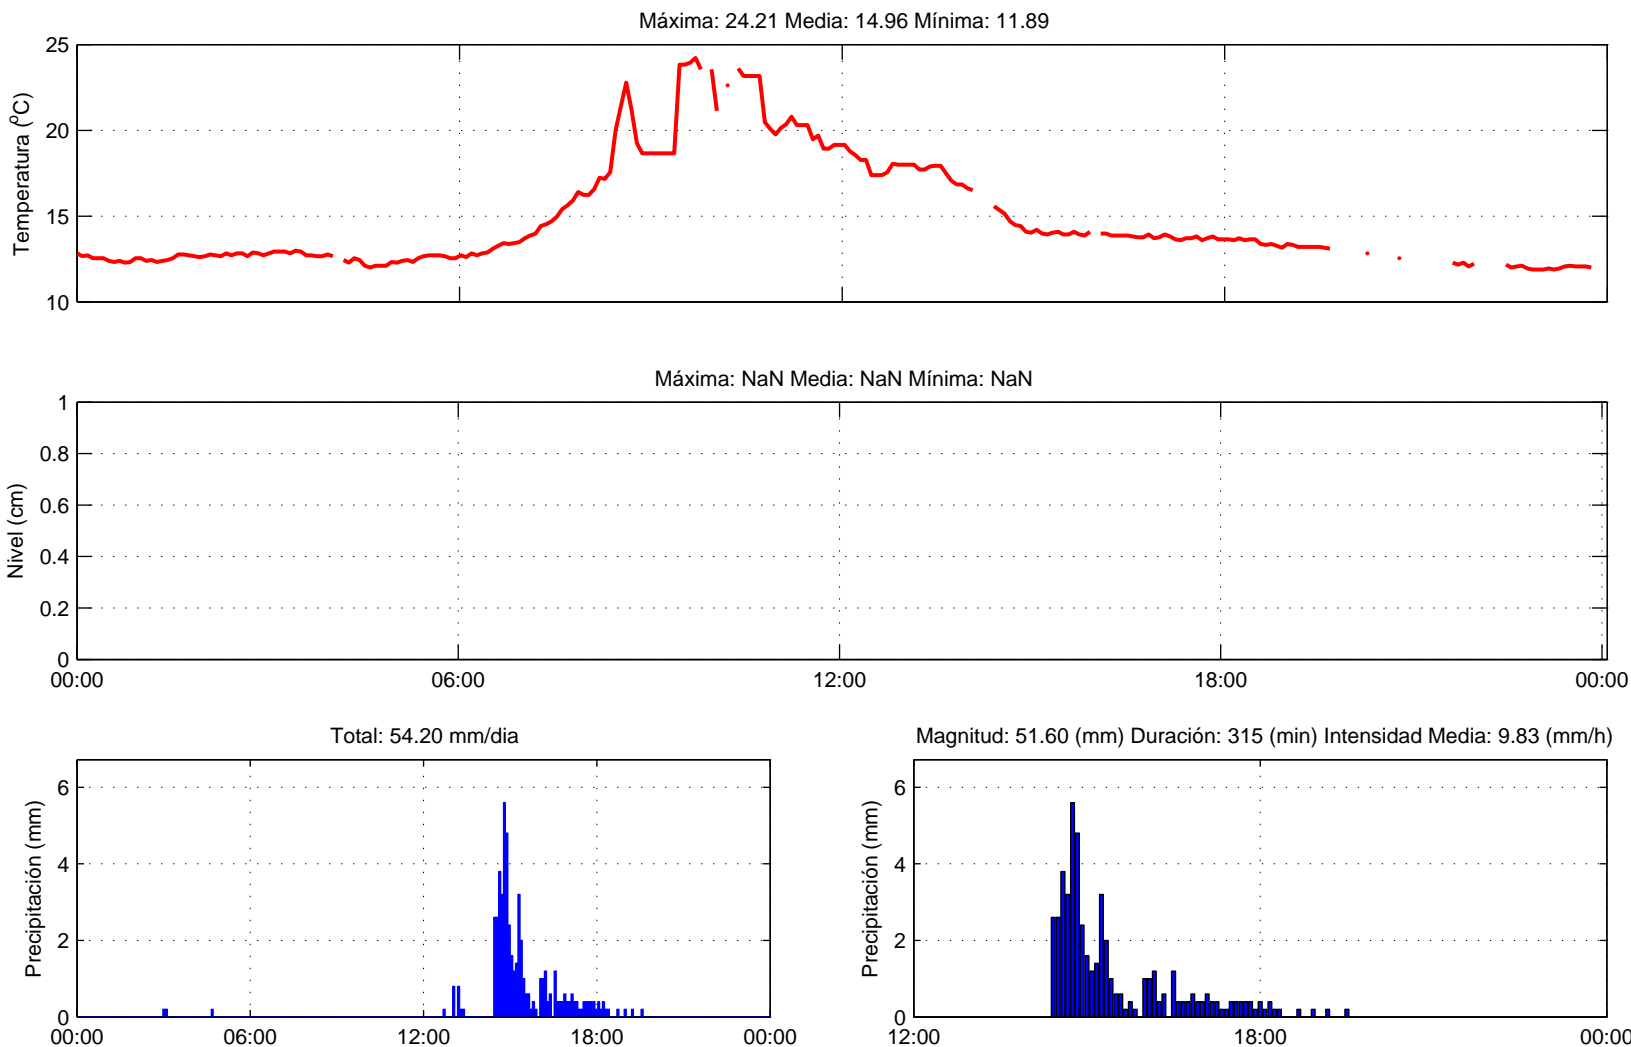 Máxima: 24.21 Media: 14.96 Mínima: 11.89
25
20
15
10
Temperatura (ºC)
Máxima: NaN Media: NaN Mínima: NaN
1
0.8
0.6
0.4
0.2
0
Nivel (cm)
00:00 06:00 12:00 18:00 00:00
Total: 54.20 mm/dia
6
4
2
0
Precipitación (mm)
00:00 06:00 12:00 18:00 00:00
Magnitud: 51.60 (mm) Duración: 315 (min) Intensidad Media: 9.83 (mm/h)
6
4
2
0
Precipitación (mm)
12:00 18:00 00:00